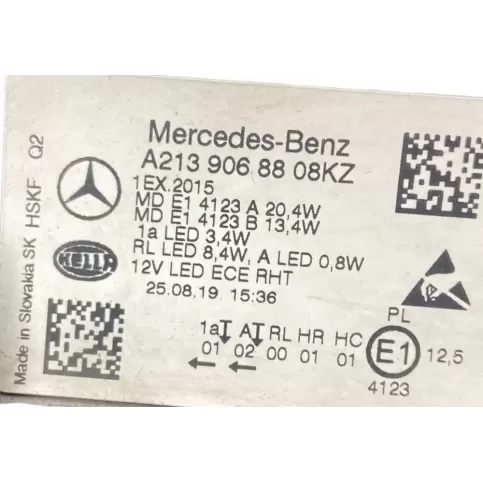 Mercedes-Benz
A213 906 88 08KZ
1EX.2015
MD E1 4123 A 20,4W
MD E1 4123 B 13,4W
1a LED 3,4W
RL LED 8,4W, A LED 0,8W
12V LED ECE RHT
25.08.19 15:36
HELLA
Made in Slovakia SK HSKF Q2
PL
1a A RL HR HC
01 02 00 01 01
E1
12,5
4123